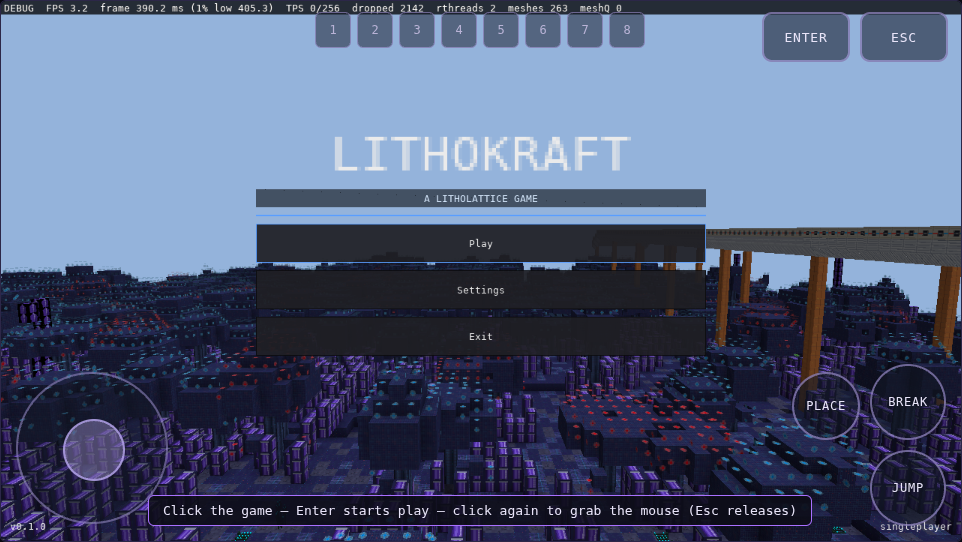 DEBUG FPS 3.2 frame 390.2 ms (1% low 405.3) TPS 0/256 dropped 2142 rthreads 2 meshes 263 meshQ 0
1 2 3 4 5 6 7 8
ENTER ESC
LITHOKRAFT
A LITHOLATTICE GAME
Play
Settings
Exit
PLACE BREAK
JUMP
Click the game — Enter starts play — click again to grab the mouse (Esc releases)
v0.1.0 singleplayer